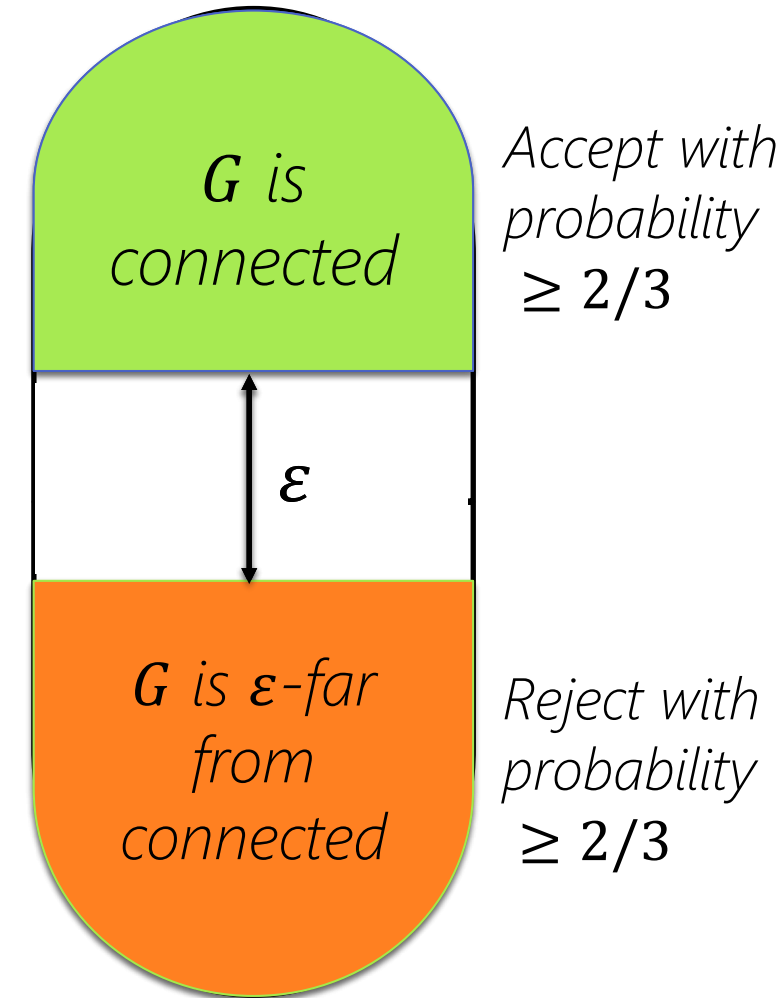 G is
connected
Accept with
probability
≥ 2/3
ε
G is ε-far
from
connected
Reject with
probability
≥ 2/3